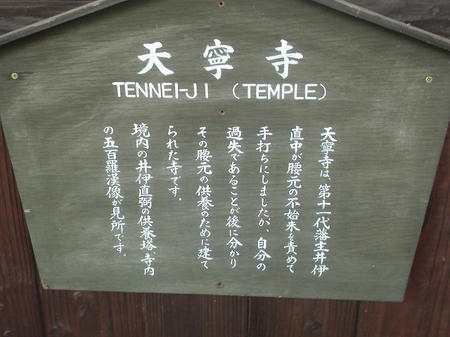 天寧寺
TENNEI-JI (TEMPLE)
天寧寺は、第十一代藩主井伊
直中が腰元の不始末を責めて
手打ちにしましたが、自分の
過失であることが後に分かり
その腰元の供養のために建て
られた寺です。
境内の井伊直弼の供養塔、寺内
の五百羅漢像が見所です。